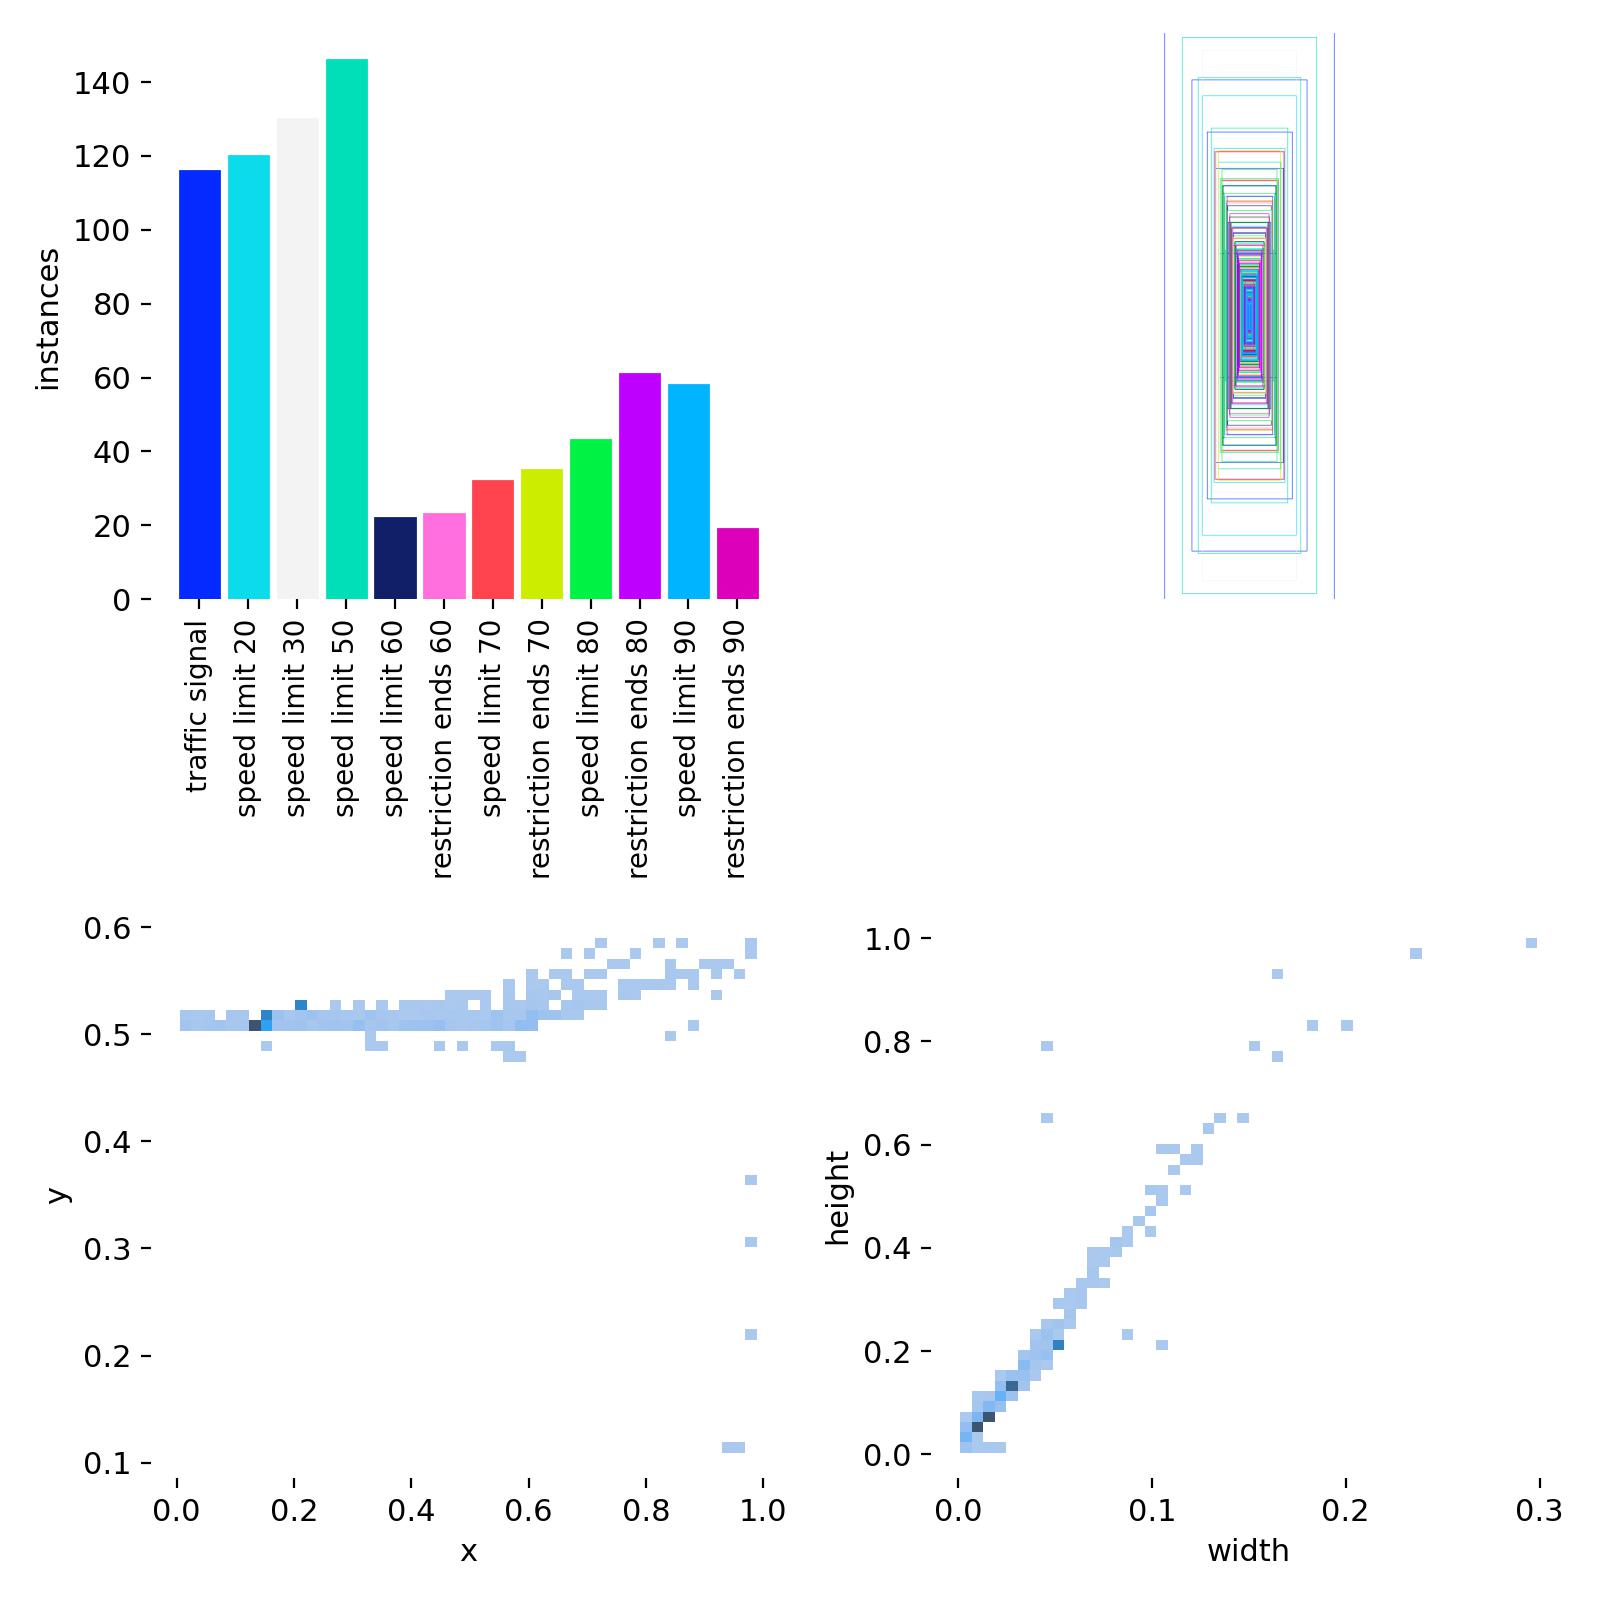 instances
140
120
100
80
60
40
20
0
traffic signal
speed limit 20
speed limit 30
speed limit 50
speed limit 60
restriction ends 60
speed limit 70
restriction ends 70
speed limit 80
restriction ends 80
speed limit 90
restriction ends 90
y
0.6
0.5
0.4
0.3
0.2
0.1
0.0 0.2 0.4 0.6 0.8 1.0
x
height
1.0
0.8
0.6
0.4
0.2
0.0
0.0 0.1 0.2 0.3
width